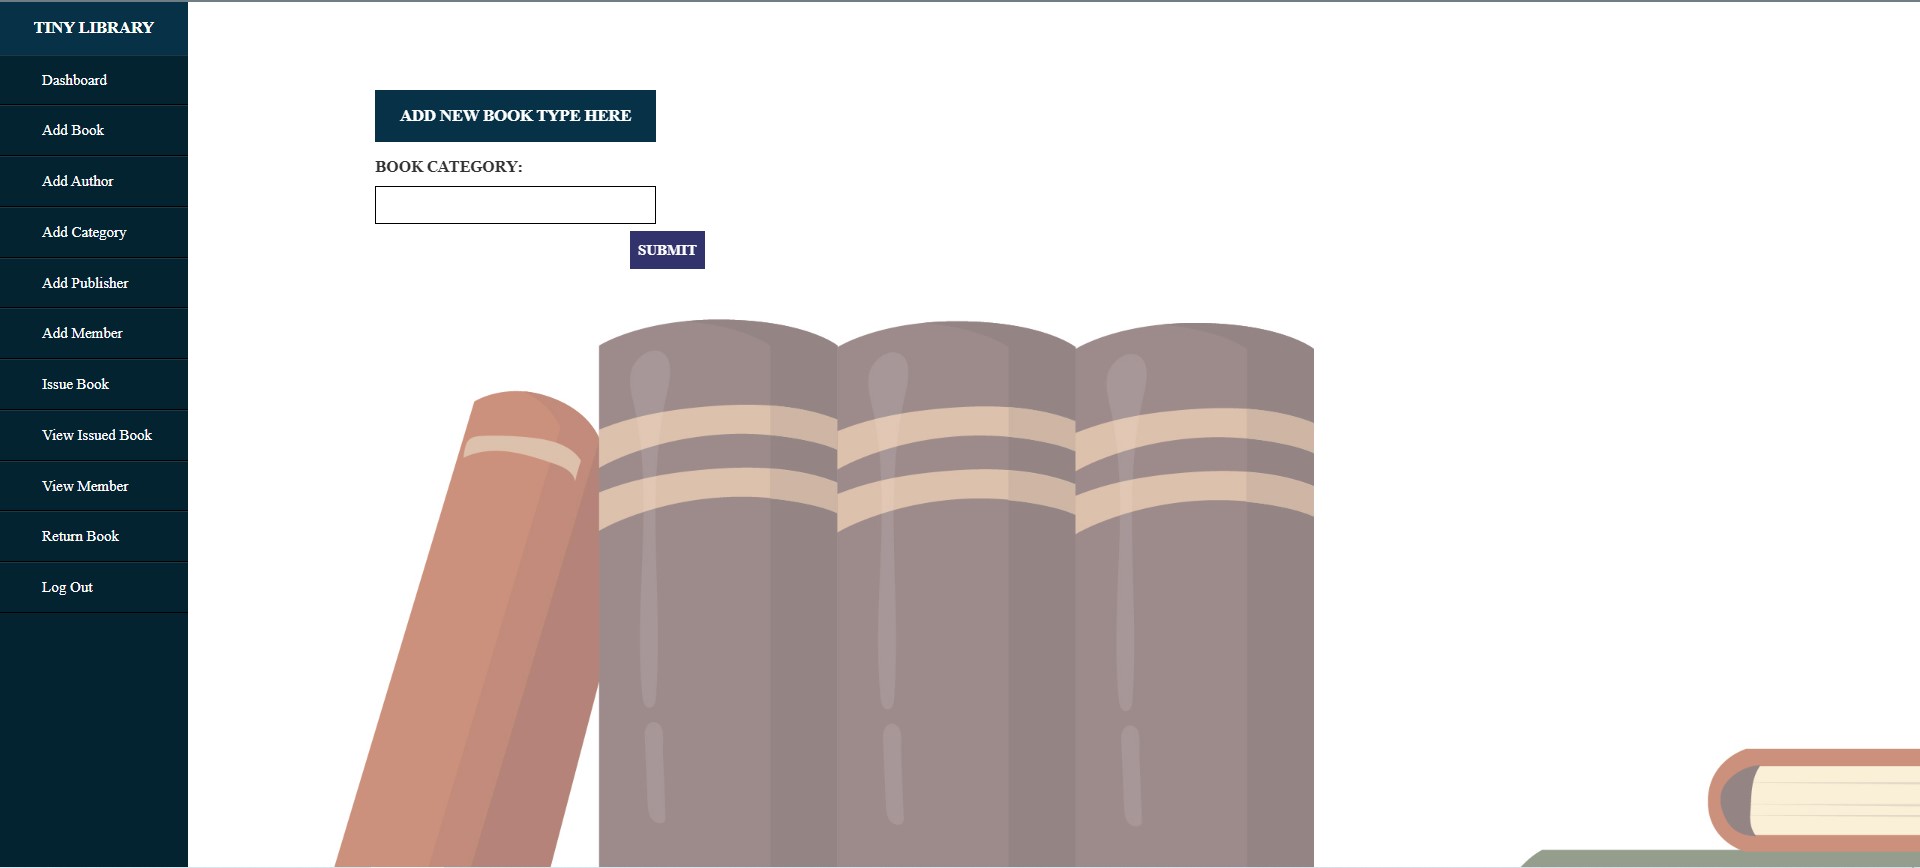 TINY LIBRARY
Dashboard
Add Book
Add Author
Add Category
Add Publisher
Add Member
Issue Book
View Issued Book
View Member
Return Book
Log Out
ADD NEW BOOK TYPE HERE
BOOK CATEGORY:
SUBMIT